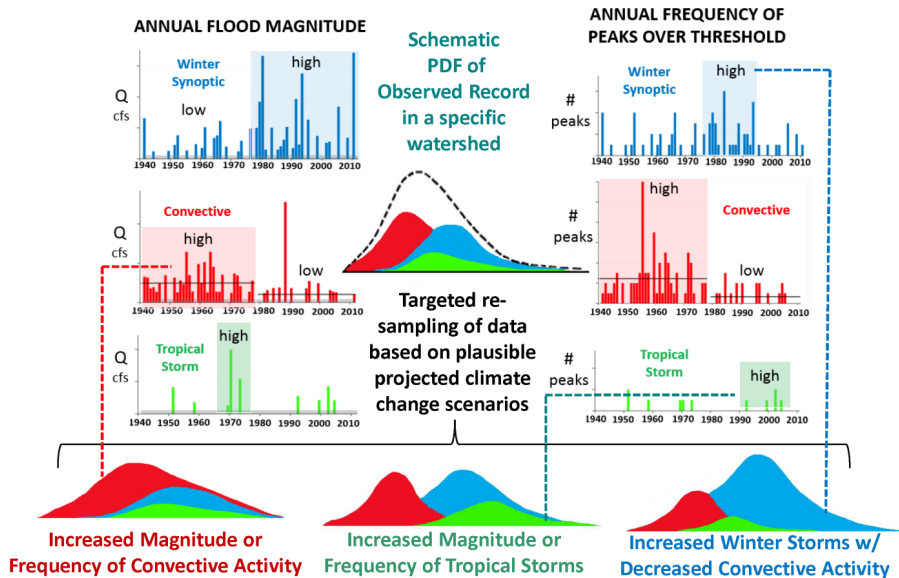 ANNUAL FLOOD MAGNITUDE
Winter
Synoptic
low
high
Q
cfs
1940 1950 1960 1970 1980 1990 2000 2010
Convective
high
low
Q
cfs
1940 1950 1960 1970 1980 1990 2000 2010
Tropical
Storm
high
Q
cfs
1940 1950 1960 1970 1980 1990 2000 2010
Schematic
PDF of
Observed Record
in a specific
watershed
Targeted re-
sampling of data
based on plausible
projected climate
change scenarios
ANNUAL FREQUENCY OF
PEAKS OVER THRESHOLD
Winter
Synoptic
high
#
peaks
1940 1950 1960 1970 1980 1990 2000 2010
Convective
high
low
#
peaks
1940 1950 1960 1970 1980 1990 2000 2010
Tropical
Storm
high
#
peaks
1940 1950 1960 1970 1980 1990 2000 2010
Increased Magnitude or
Frequency of Convective Activity
Increased Magnitude or
Frequency of Tropical Storms
Increased Winter Storms w/
Decreased Convective Activity